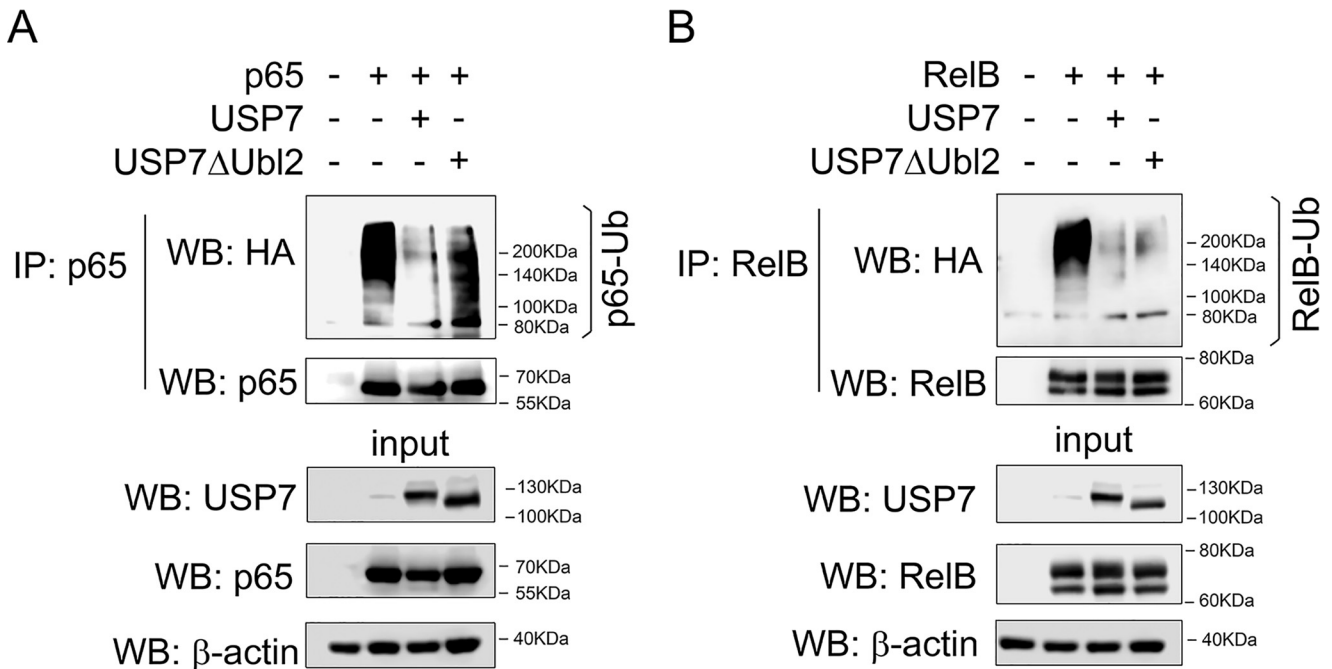 A
p65 - + + +
USP7 - - + -
USP7ΔUbl2 - - - +
IP: p65
WB: HA
200KDa
140KDa
100KDa
80KDa
p65-Ub
WB: p65
70KDa
55KDa
input
WB: USP7
130KDa
100KDa
WB: p65
70KDa
55KDa
WB: β-actin
40KDa
B
RelB - + + +
USP7 - - + -
USP7ΔUbl2 - - - +
IP: RelB
WB: HA
200KDa
140KDa
100KDa
80KDa
RelB-Ub
WB: RelB
80KDa
60KDa
input
WB: USP7
130KDa
100KDa
WB: RelB
80KDa
60KDa
WB: β-actin
40KDa